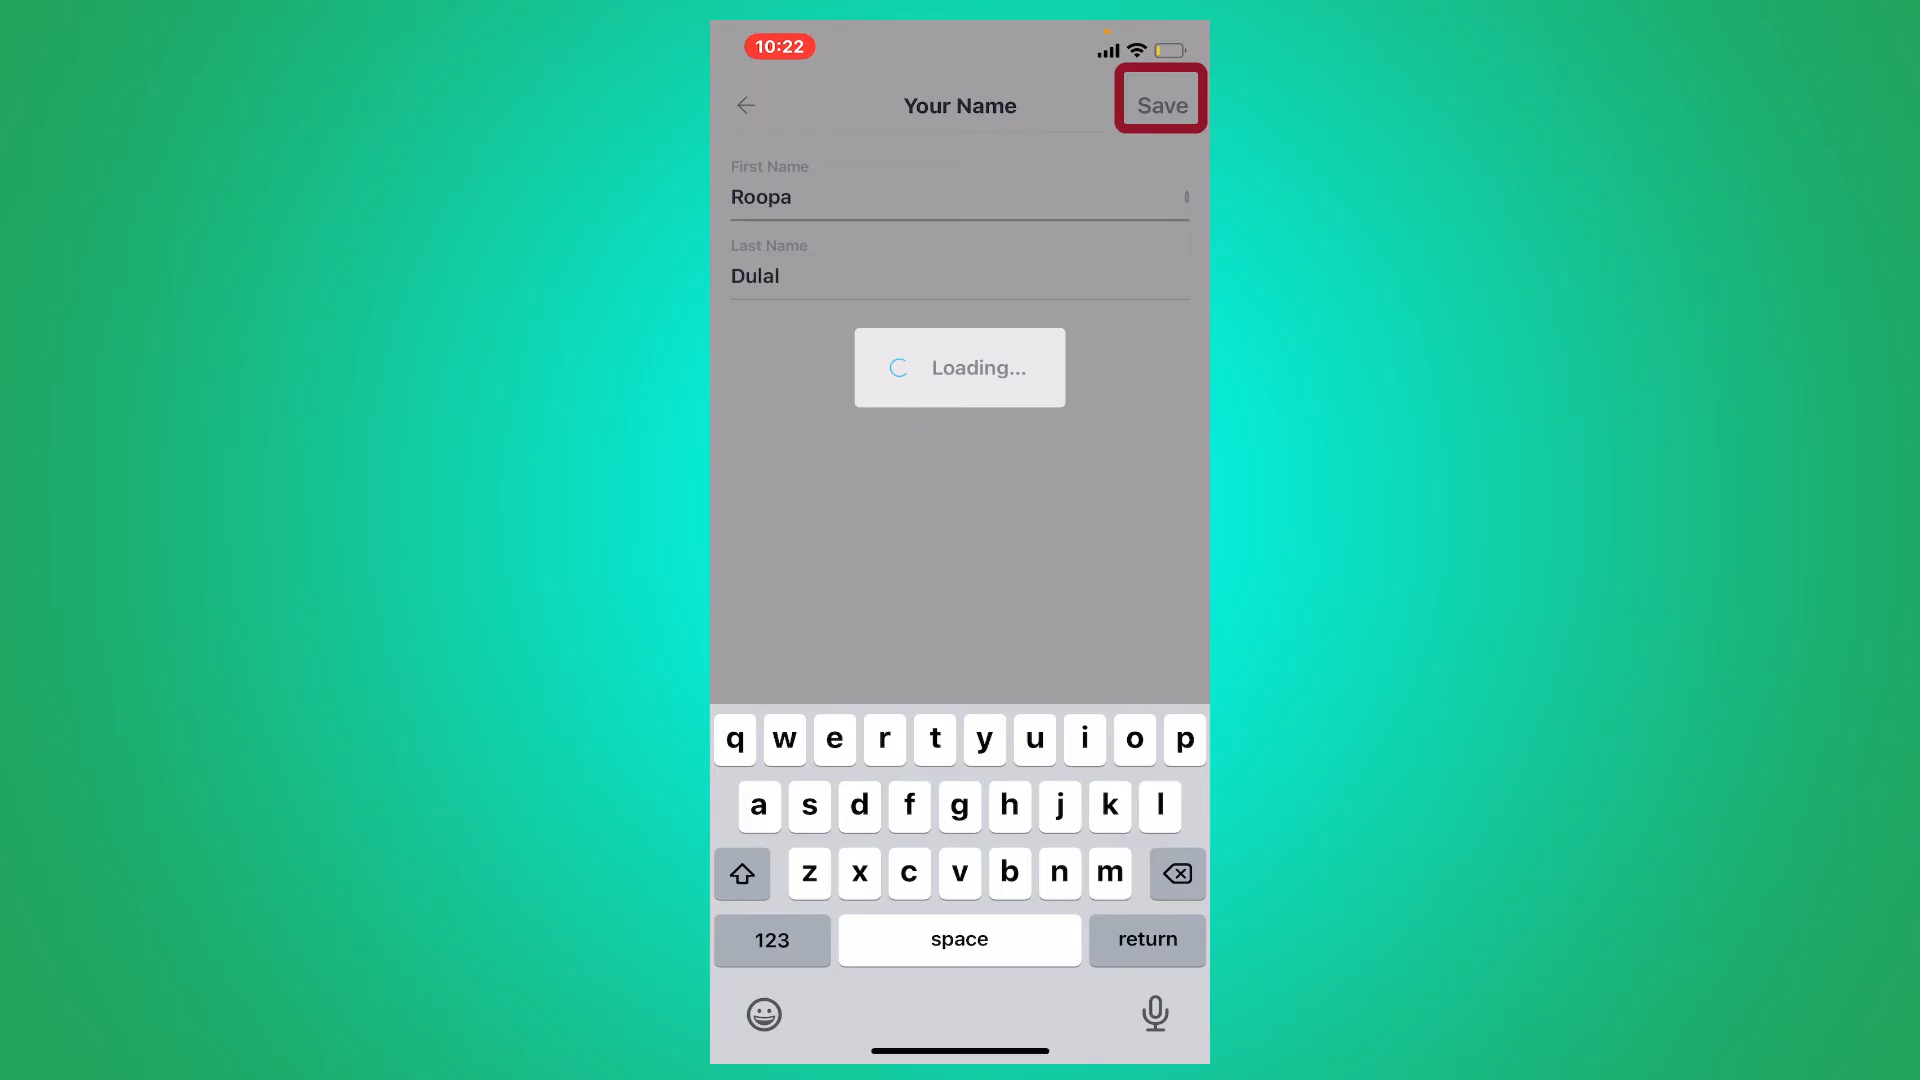 10:22
Your Name
Save
First Name
Roopa
Last Name
Dulal
Loading...
q w e r t y u i o p
a s d f g h j k l
z x c v b n m
123 space return